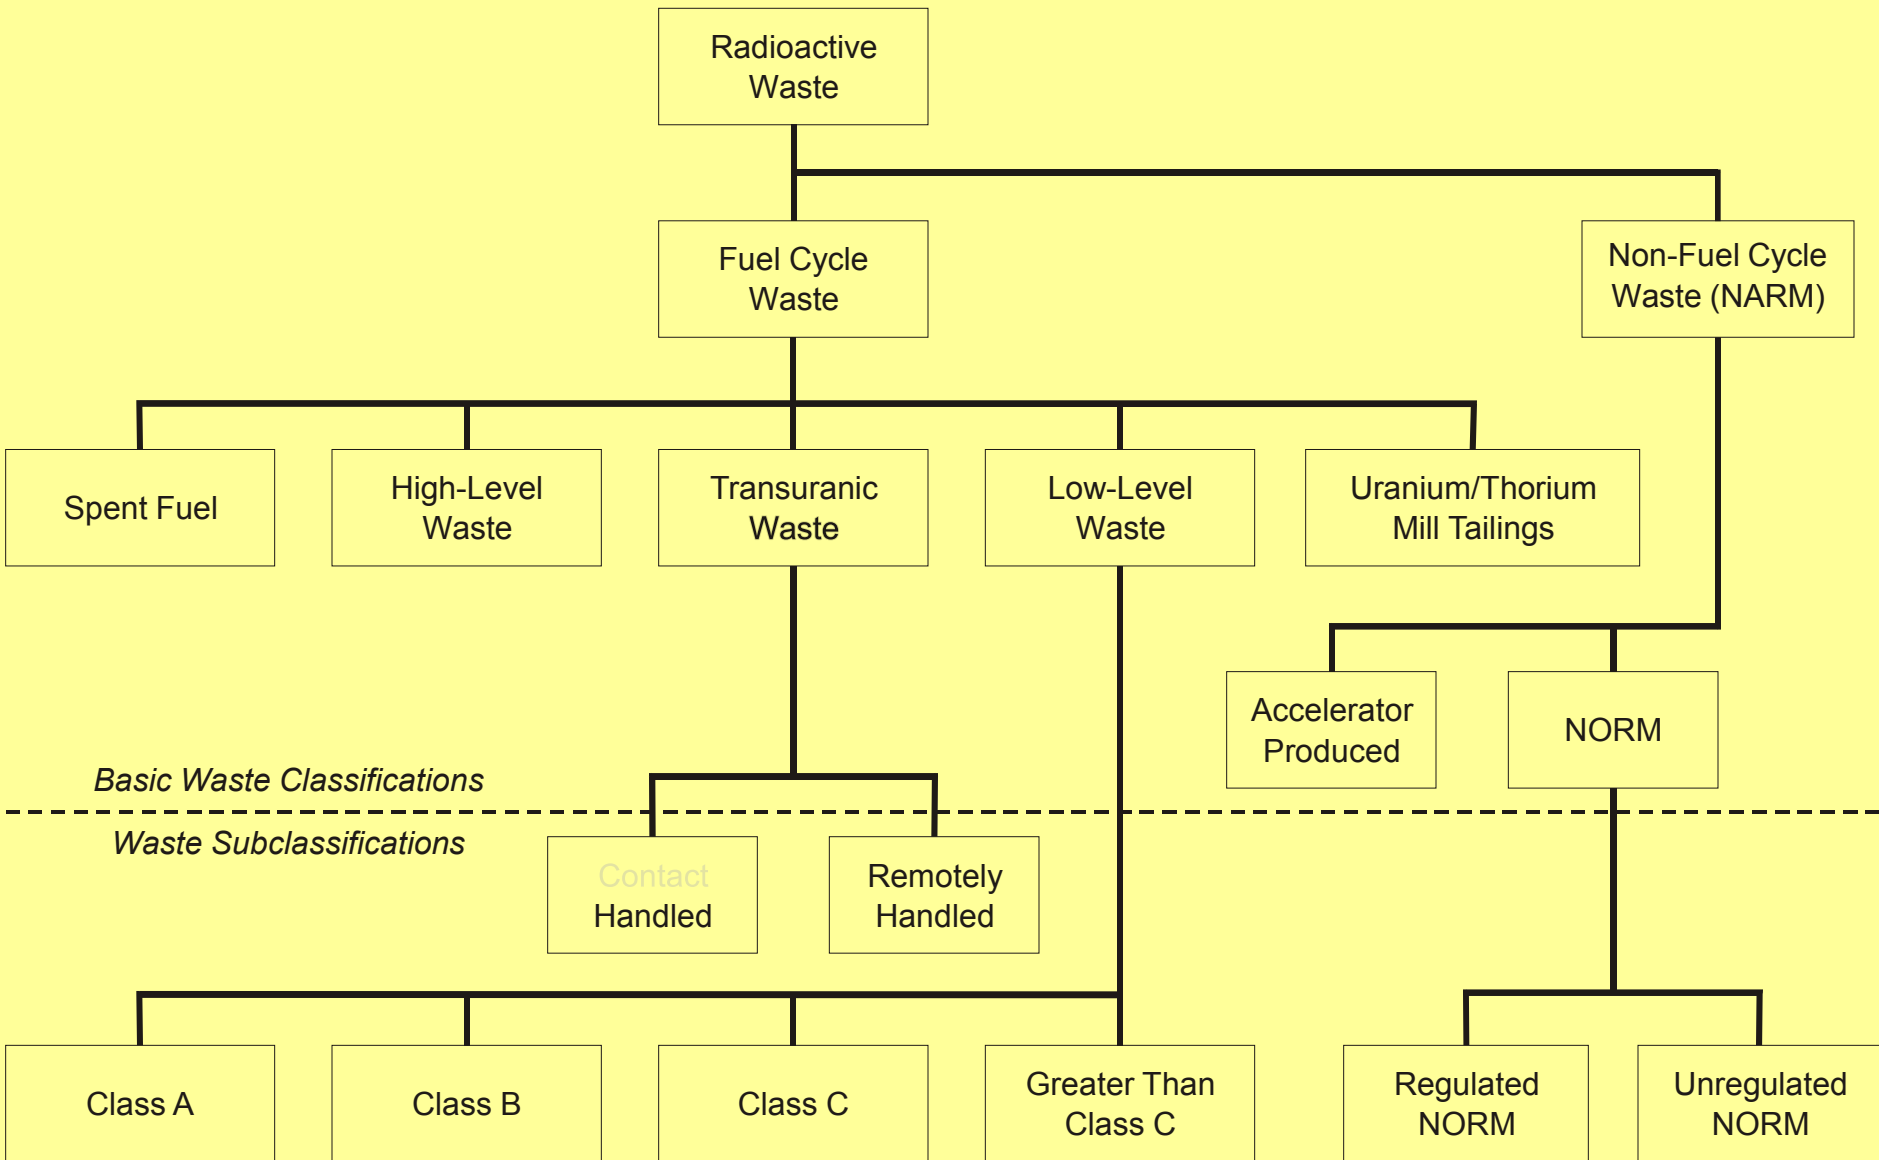 Radioactive
Waste
Fuel Cycle
Waste
Non-Fuel Cycle
Waste (NARM)
Spent Fuel
High-Level
Waste
Transuranic
Waste
Low-Level
Waste
Uranium/Thorium
Mill Tailings
Accelerator
Produced
NORM
Basic Waste Classifications
Waste Subclassifications
Contact
Handled
Remotely
Handled
Class A
Class B
Class C
Greater Than
Class C
Regulated
NORM
Unregulated
NORM